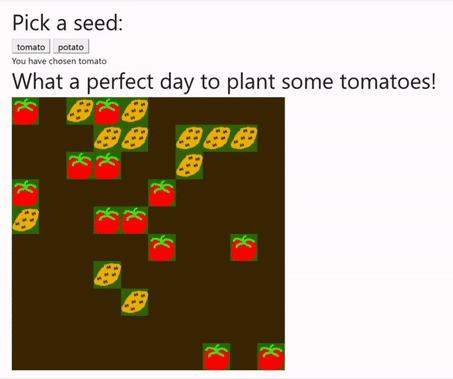 Pick a seed:
tomato potato
You have chosen tomato
What a perfect day to plant some tomatoes!